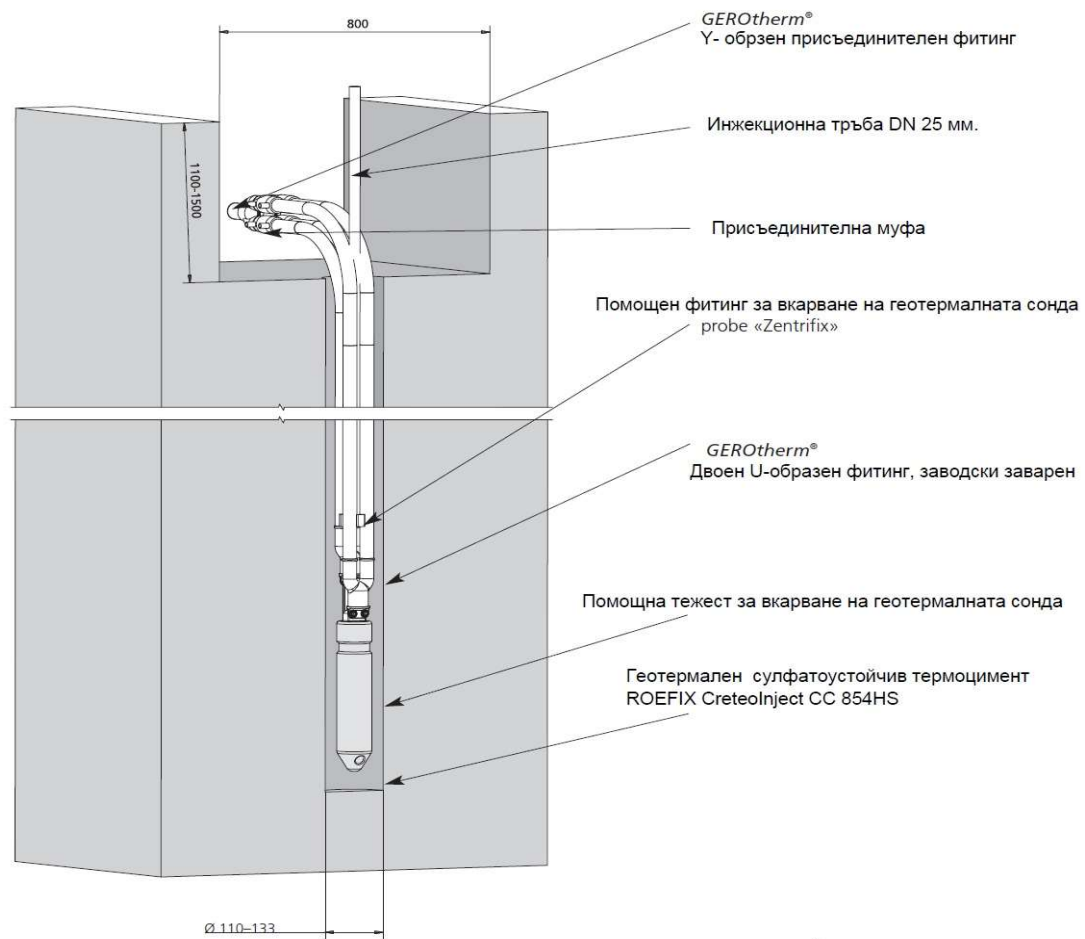 800
GEROtherm®
Y- обрзен присъединителен фитинг
Инжекционна тръба DN 25 мм.
1100-1500
Присъединителна муфа
Помощен фитинг за вкарване на геотермалната сонда
probe «Zentrifix»
GEROtherm®
Двоен U-образен фитинг, заводски заварен
Помощна тежест за вкарване на геотермалната сонда
Геотермален сулфатоустойчив термоцимент
ROEFIX CreteoInject CC 854HS
Ø 110–133